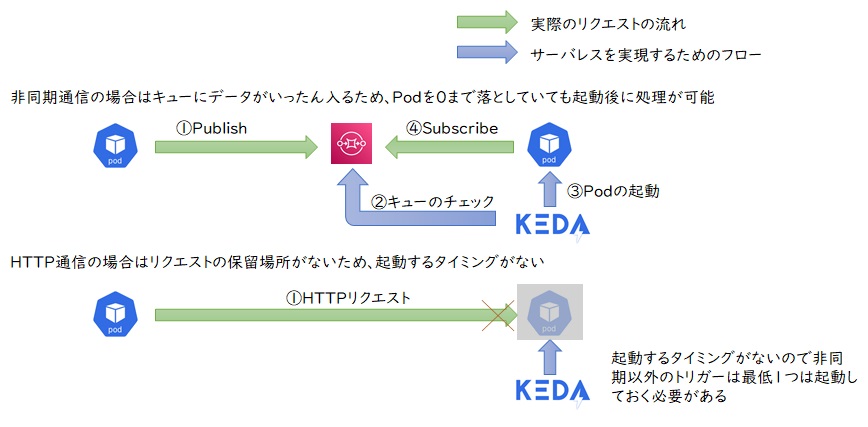 実際のリクエストの流れ
サーバレスを実現するためのフロー
非同期通信の場合はキューにデータがいったん入るため、Podを0まで落としていても起動後に処理が可能
①Publish
④Subscribe
pod
pod
②キューのチェック
③Podの起動
KEDA
HTTP通信の場合はリクエストの保留場所がないため、起動するタイミングがない
①HTTPリクエスト
pod
pod
起動するタイミングがないので非同
期以外のトリガーは最低1つは起動し
ておく必要がある
KEDA